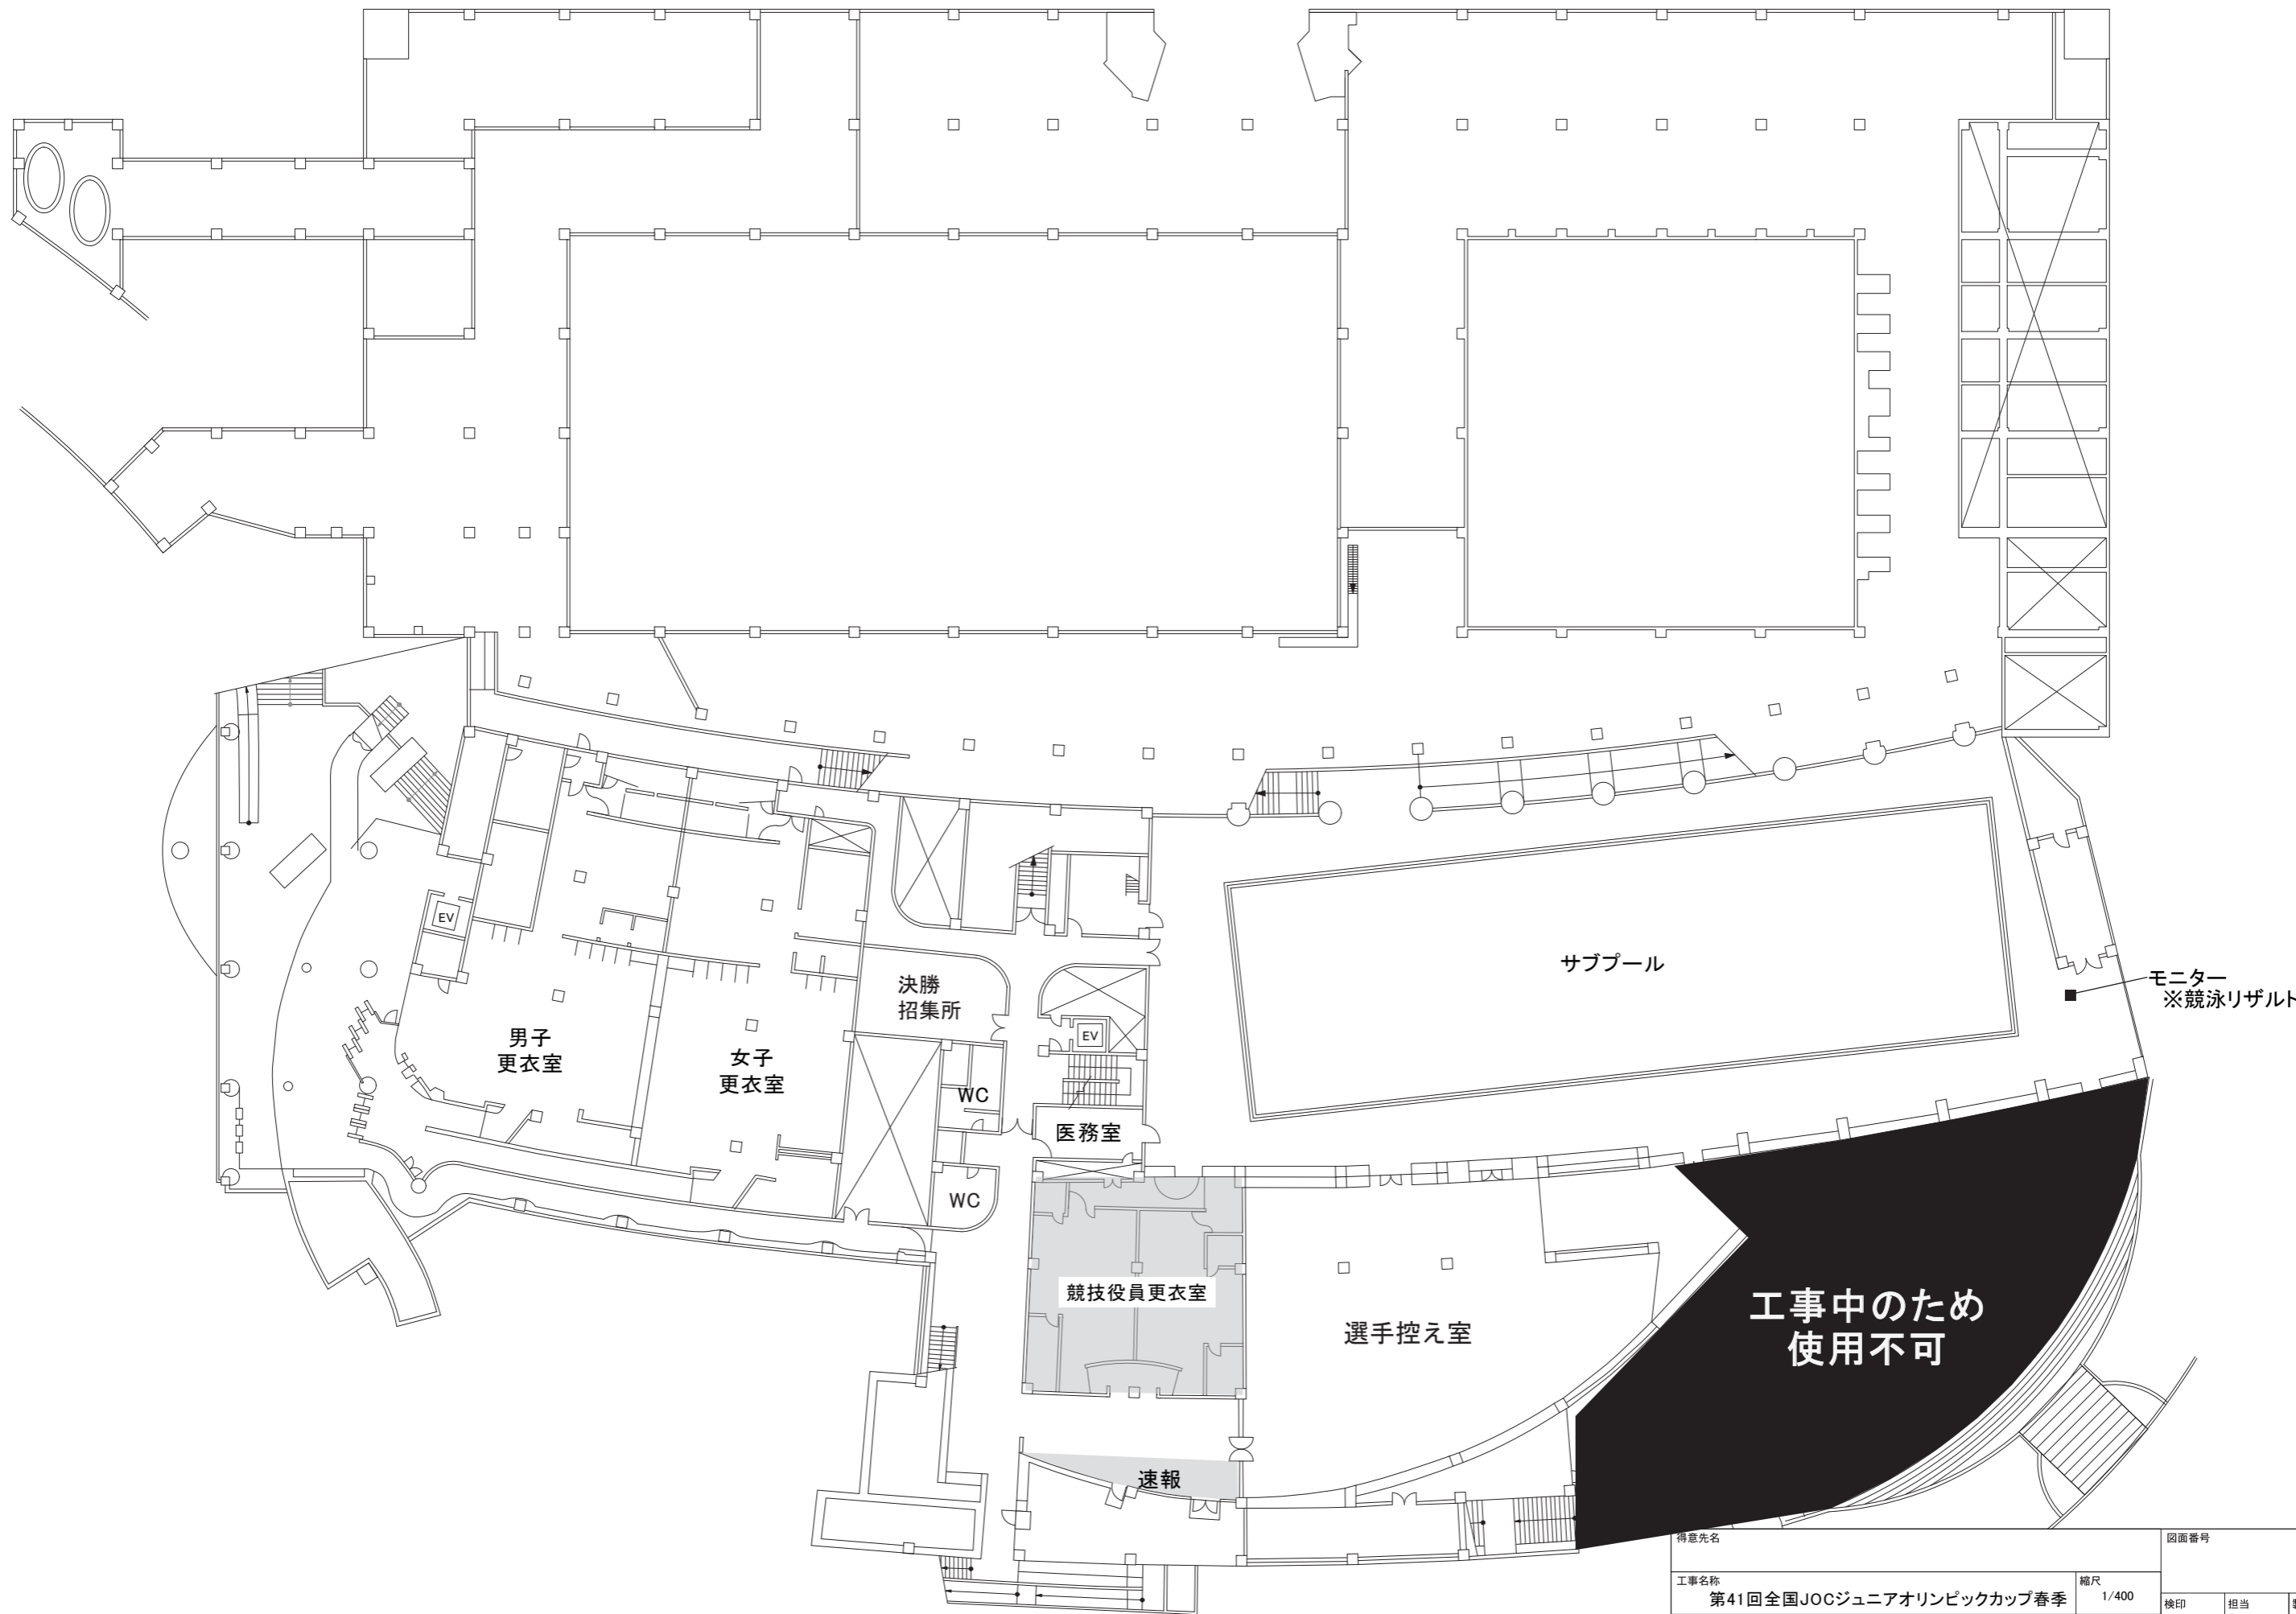 サブプール
モニター
※競泳リザルト
EV
決勝
招集所
EV
男子
更衣室
女子
更衣室
WC
医務室
WC
競技役員更衣室
選手控え室
工事中のため
使用不可
速報
得意先名
図面番号
工事名称
第41回全国JOCジュニアオリンピックカップ春季
縮尺
1/400
検印
担当